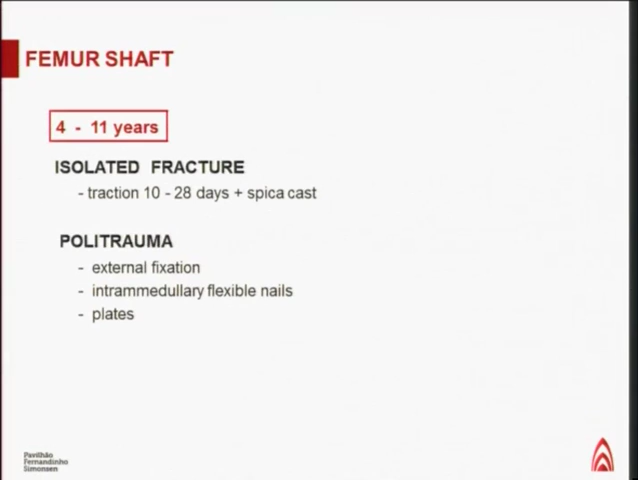 FEMUR SHAFT
4 - 11 years
ISOLATED FRACTURE
- traction 10 - 28 days + spica cast
POLITRAUMA
- external fixation
- intrammedullary flexible nails
- plates
Pavilhão
Fernandinho
Simonsen